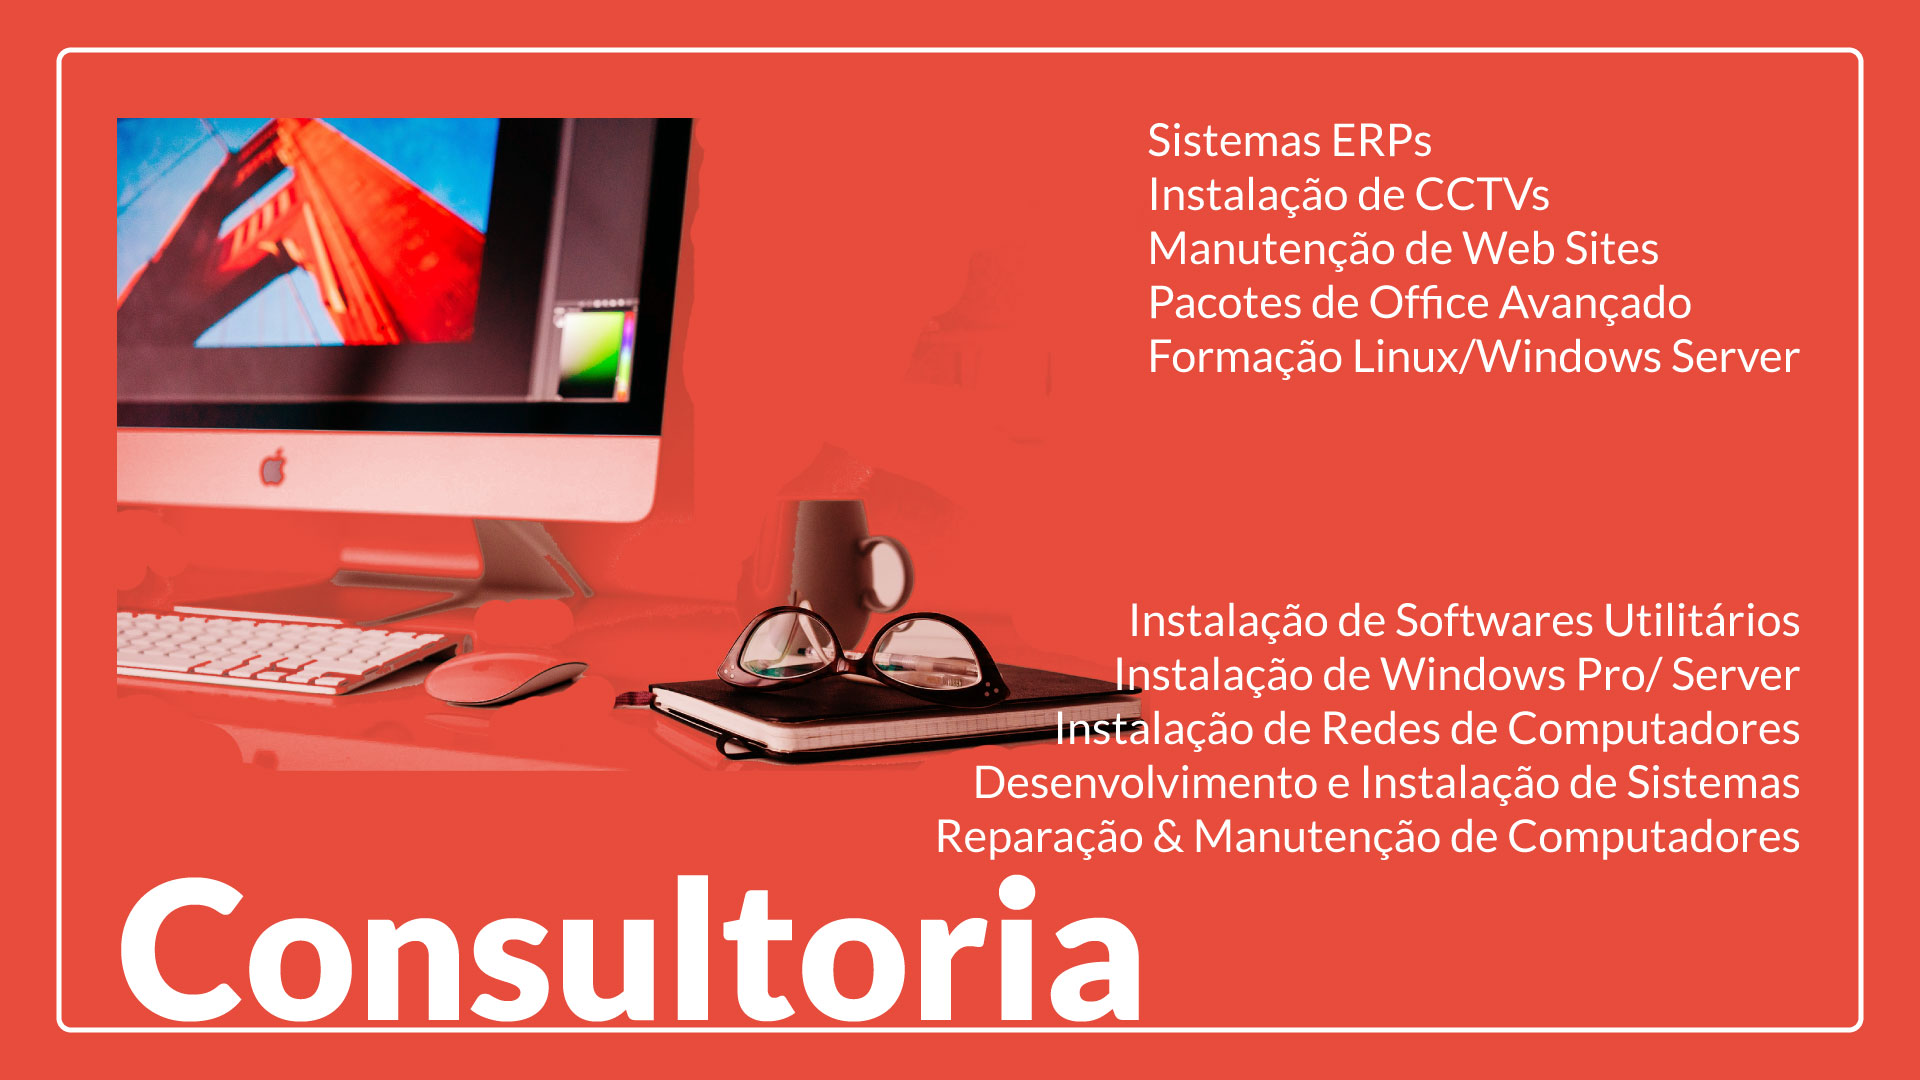 Sistemas ERPs
Instalação de CCTVs
Manutenção de Web Sites
Pacotes de Office Avançado
Formação Linux/Windows Server
Instalação de Softwares Utilitários
Instalação de Windows Pro/ Server
Instalação de Redes de Computadores
Desenvolvimento e Instalação de Sistemas
Reparação & Manutenção de Computadores
Consultoria